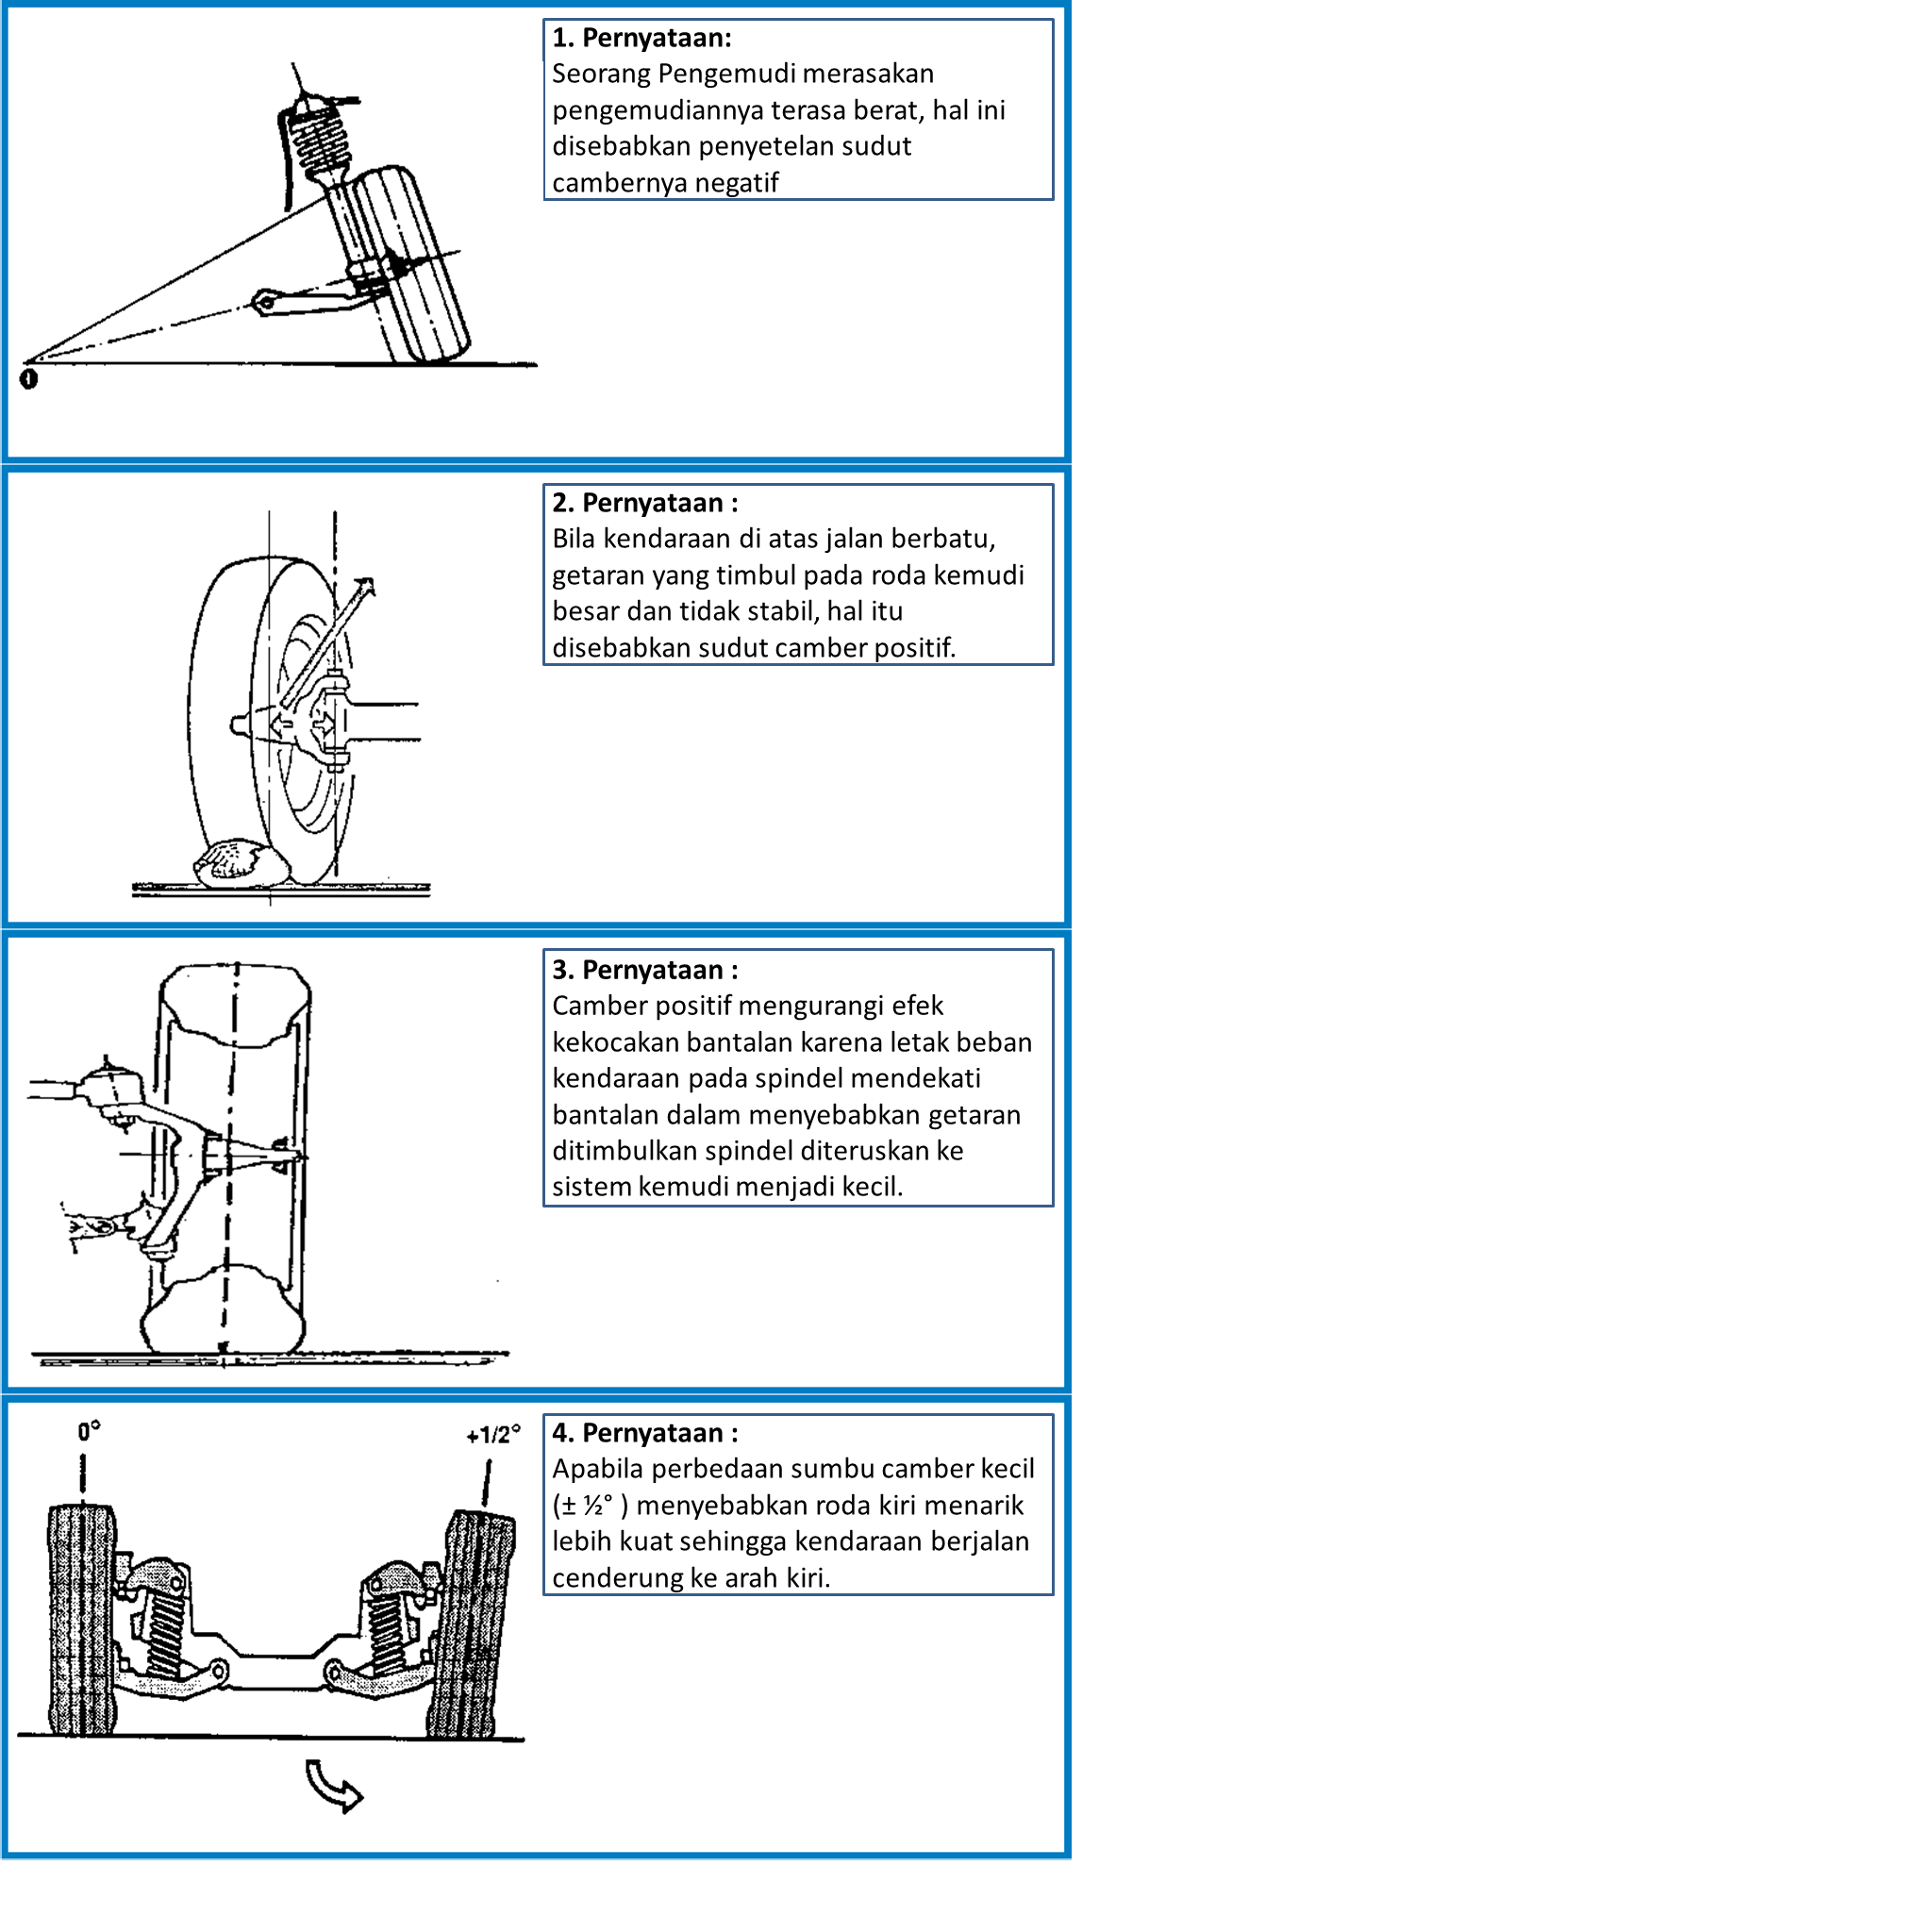 1. Pernyataan:
Seorang Pengemudi merasakan
pengemudiannya terasa berat, hal ini
disebabkan penyetelan sudut
cambernya negatif
0
2. Pernyataan :
Bila kendaraan di atas jalan berbatu,
getaran yang timbul pada roda kemudi
besar dan tidak stabil, hal itu
disebabkan sudut camber positif.
3. Pernyataan :
Camber positif mengurangi efek
kekocakan bantalan karena letak beban
kendaraan pada spindel mendekati
bantalan dalam menyebabkan getaran
ditimbulkan spindel diteruskan ke
sistem kemudi menjadi kecil.
0°
+1/2°
4. Pernyataan :
Apabila perbedaan sumbu camber kecil
(± ½° ) menyebabkan roda kiri menarik
lebih kuat sehingga kendaraan berjalan
cenderung ke arah kiri.